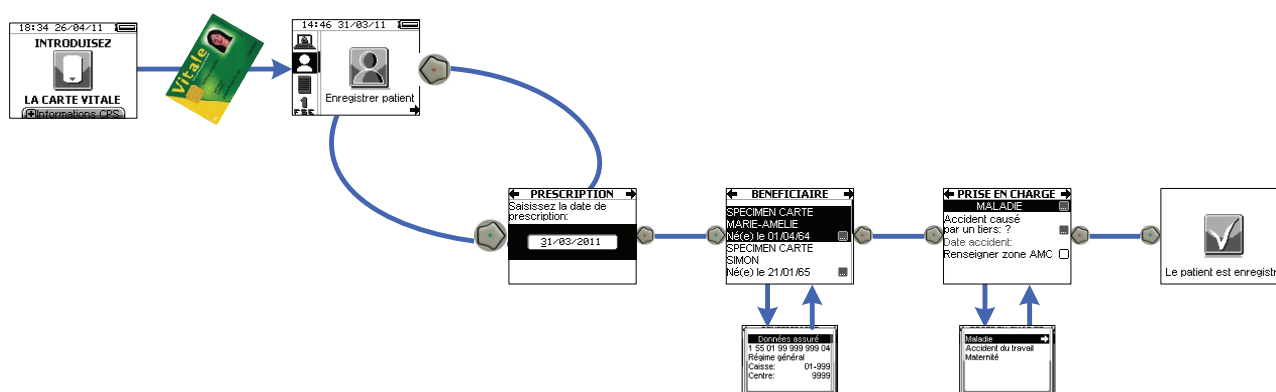 18:34 26/04/11
INTRODUISEZ
LA CARTE VITALE
Informations CPS
Vitale
14:46 31/03/11
Enregistrer patient
1
FSE
PRESCRIPTION
Saisissez la date de
prescription:
31/03/2011
BENEFICIAIRE
SPECIMEN CARTE
MARIE-AMELIE
Né(e) le 01/04/64
SPECIMEN CARTE
SIMON
Né(e) le 21/01/65
Données assuré
1 55 01 99 999 999 04
Régime général
Caisse: 01-999
Centre: 9999
PRISE EN CHARGE
MALADIE
Accident causé
par un tiers: ?
Date accident:
Renseigner zone AMC
Maladie
Accident du travail
Maternité
Le patient est enregistr